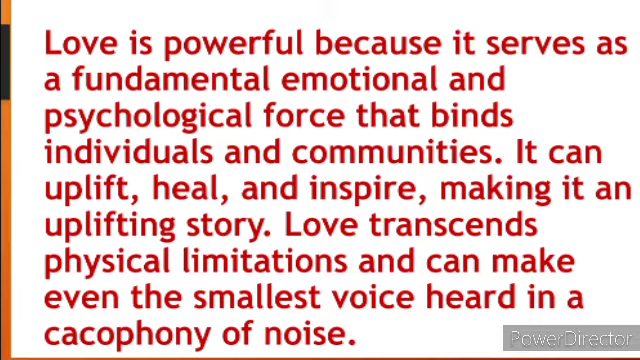 Love is powerful because it serves as
a fundamental emotional and
psychological force that binds
individuals and communities. It can
uplift, heal, and inspire, making it an
uplifting story. Love transcends
physical limitations and can make
even the smallest voice heard in a
cacophony of noise.
PowerDirector